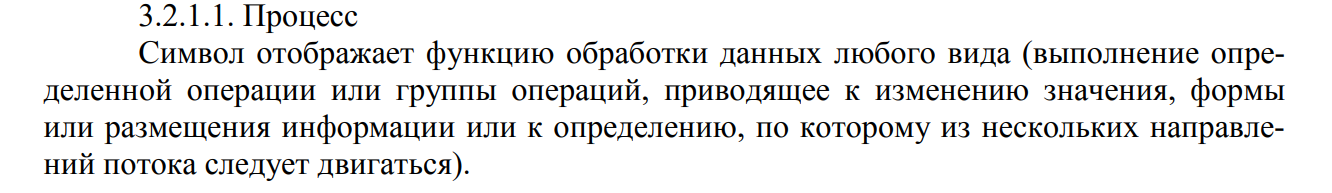 3.2.1.1. Процесс
Символ отображает функцию обработки данных любого вида (выполнение опре-
деленной операции или группы операций, приводящее к изменению значения, формы
или размещения информации или к определению, по которому из нескольких направле-
ний потока следует двигаться).